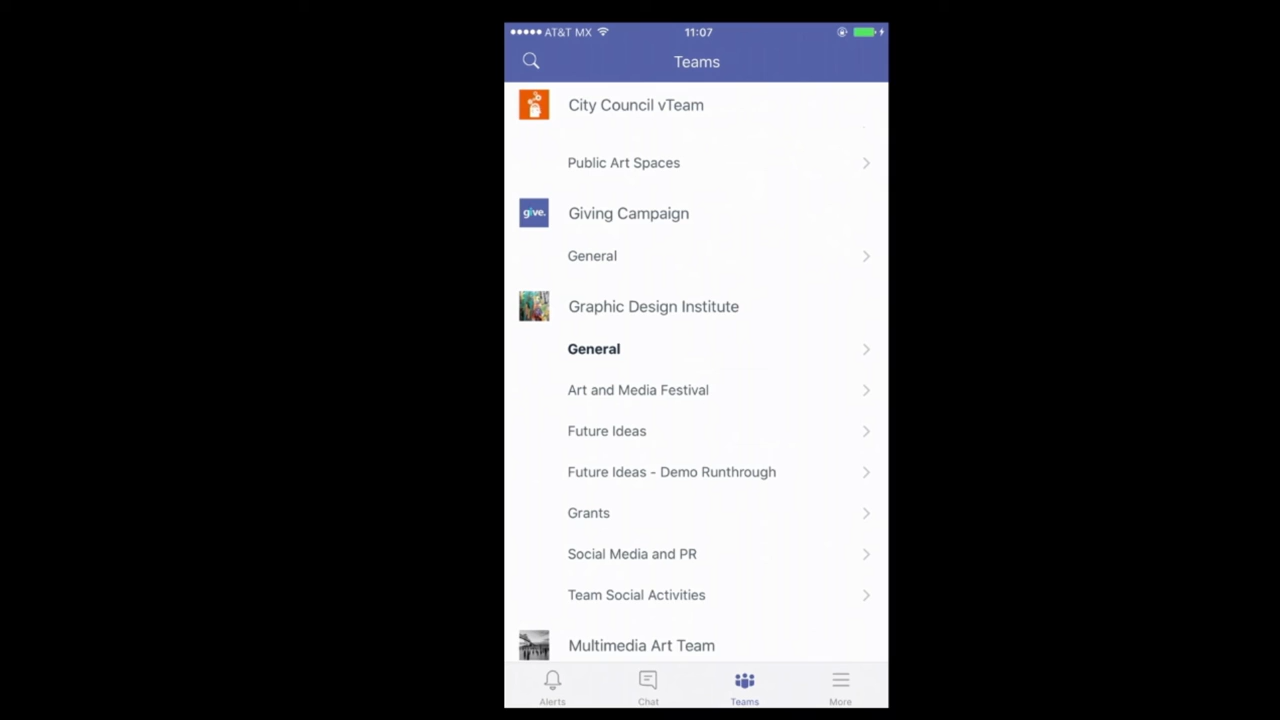 AT&T MX 11:07
Teams
City Council vTeam
Public Art Spaces
give.
Giving Campaign
General
Graphic Design Institute
General
Art and Media Festival
Future Ideas
Future Ideas - Demo Runthrough
Grants
Social Media and PR
Team Social Activities
Multimedia Art Team
Alerts Chat Teams More